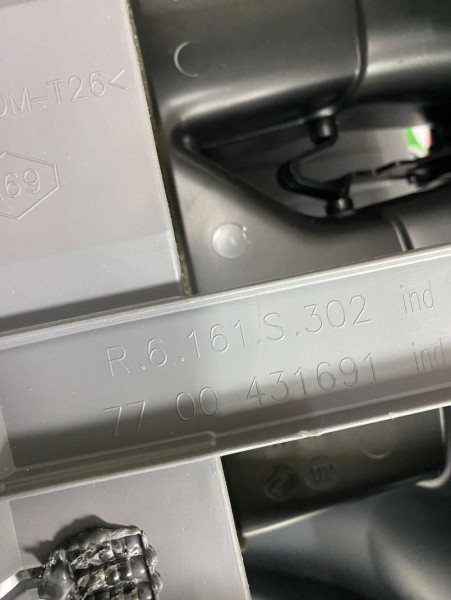 OM-T26<
69
R.6.161.S.302 ind
77 00 431691 ind